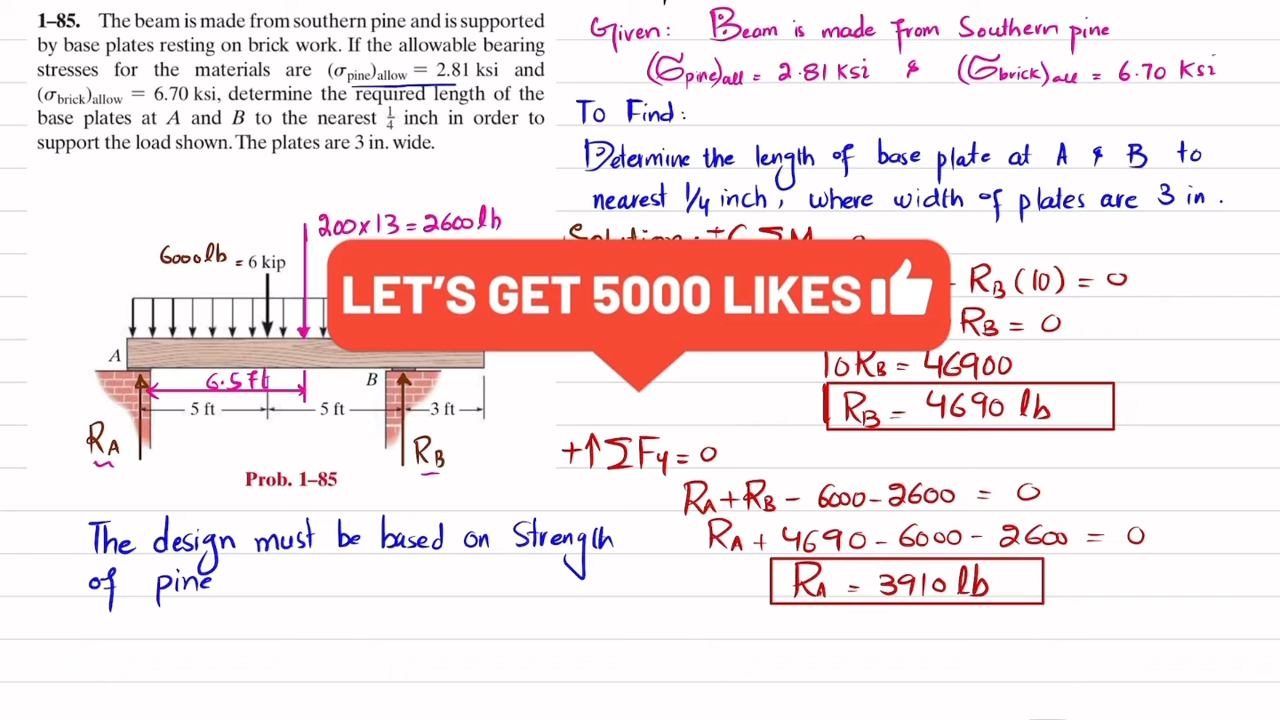 1–85. The beam is made from southern pine and is supported
by base plates resting on brick work. If the allowable bearing
stresses for the materials are (σpine)allow = 2.81 ksi and
(σbrick)allow = 6.70 ksi, determine the required length of the
base plates at A and B to the nearest 1/4 inch in order to
support the load shown. The plates are 3 in. wide.
200x13 = 2600 lb
6000 lb = 6 kip
A
6.5 ft
B
5 ft
5 ft
3 ft
RA
RB
Prob. 1–85
The design must be based on Strength
of pine
Given: Beam is made from Southern pine
(σpine)all = 2.81 Ksi & (σbrick)all = 6.70 Ksi
To Find:
Determine the length of base plate at A & B to
nearest 1/4 inch, where width of plates are 3 in.
Solution: +ΣM
- RB (10) = 0
RB = 0
10 RB = 46900
RB = 4690 lb
+↑ ΣFy = 0
RA + RB - 6000 - 2600 = 0
RA + 4690 - 6000 - 2600 = 0
RA = 3910 lb
LET'S GET 5000 LIKES